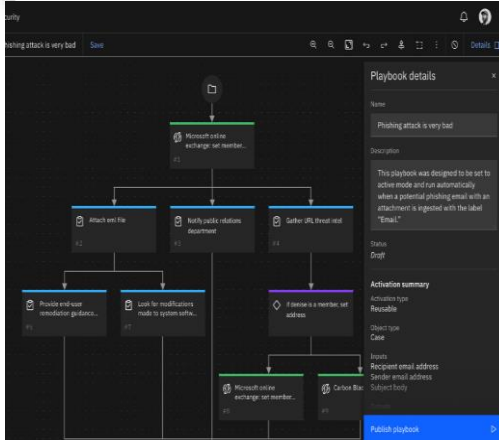 curity
hishing attack is very bad
Save
Details
Microsoft online
exchange: set member...
#1
Attach eml file
#2
Notify public relations
department
#3
Gather URL threat intel
#4
Provide end-user
remediation guidance...
#6
Look for modifications
made to system softw...
#7
if denise is a member, set
address
Microsoft online
exchange: set member...
#8
Carbon Blac
Playbook details
Name
Phishing attack is very bad
Description
This playbook was designed to be set to
active mode and run automatically
when a potential phishing email with an
attachment is ingested with the label
"Email."
Status
Draft
Activation summary
Activation type
Reusable
Object type
Case
Inputs
Recipient email address
Sender email address
Subject body
Publish playbook